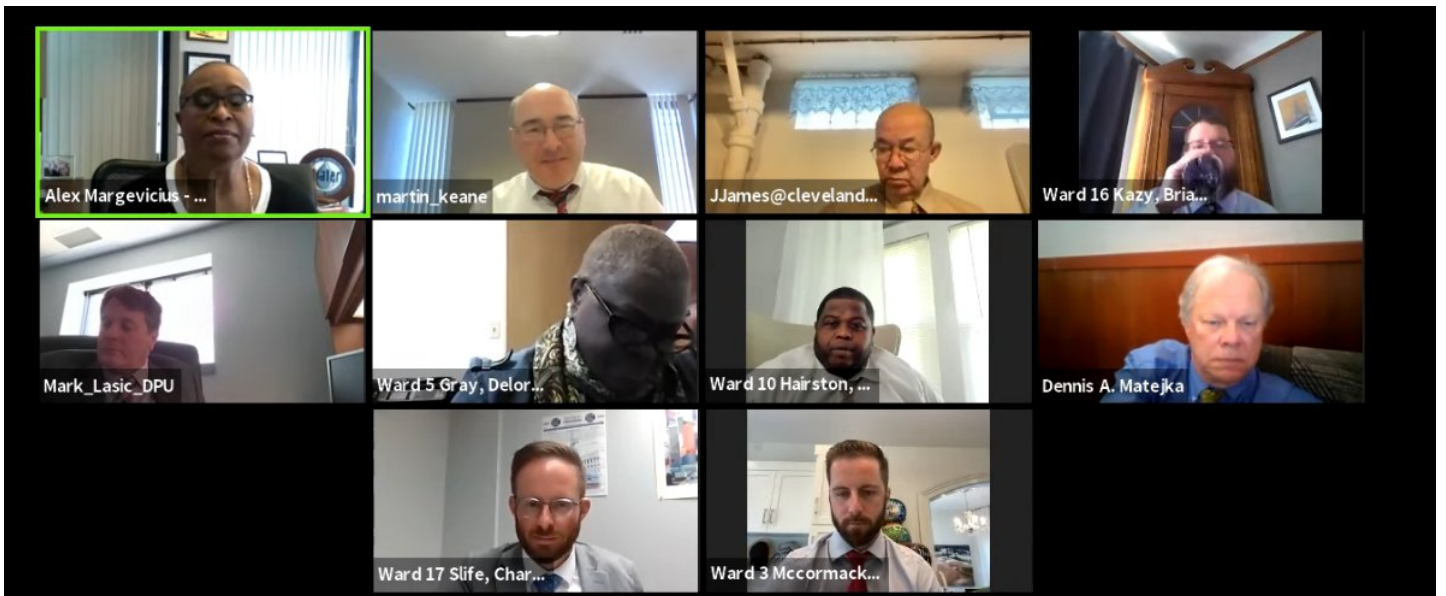 Alex Margevicius - ...
martin_keane
JJames@cleveland...
Ward 16 Kazy, Bria...
Mark_Lasic_DPU
Ward 5 Gray, Delor...
Ward 10 Hairston, ...
Dennis A. Matejka
Ward 17 Slife, Char...
Ward 3 Mccormack...